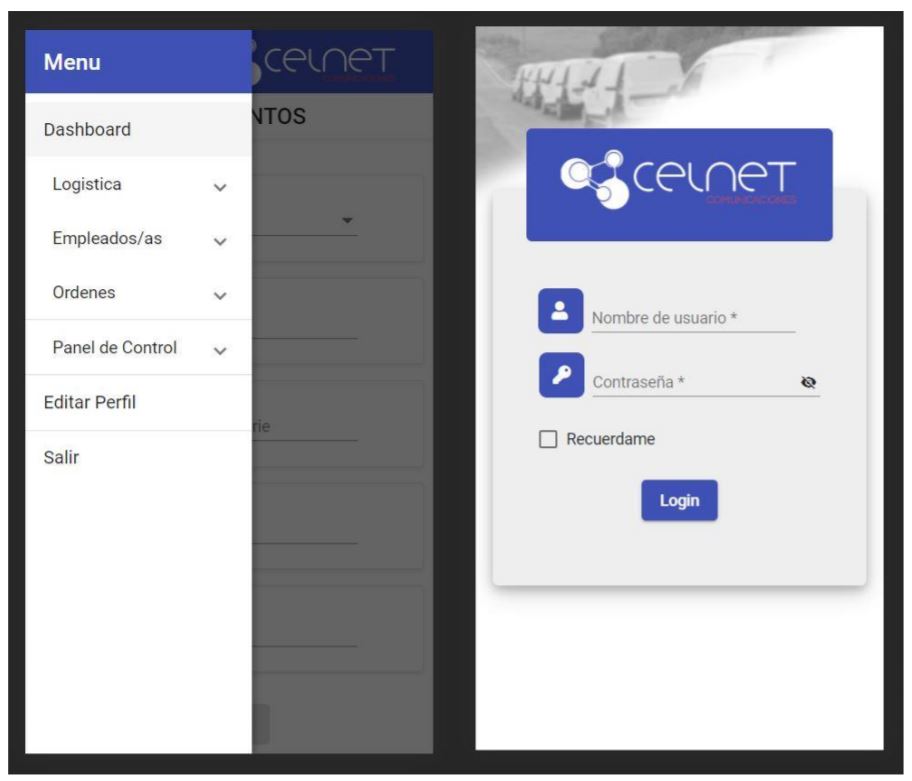 Menu
Dashboard
Logistica
Empleados/as
Ordenes
Panel de Control
Editar Perfil
Salir
celnet
COMUNICACIONES
NTOS
rie
celnet
COMUNICACIONES
Nombre de usuario *
Contraseña *
Recuerdame
Login